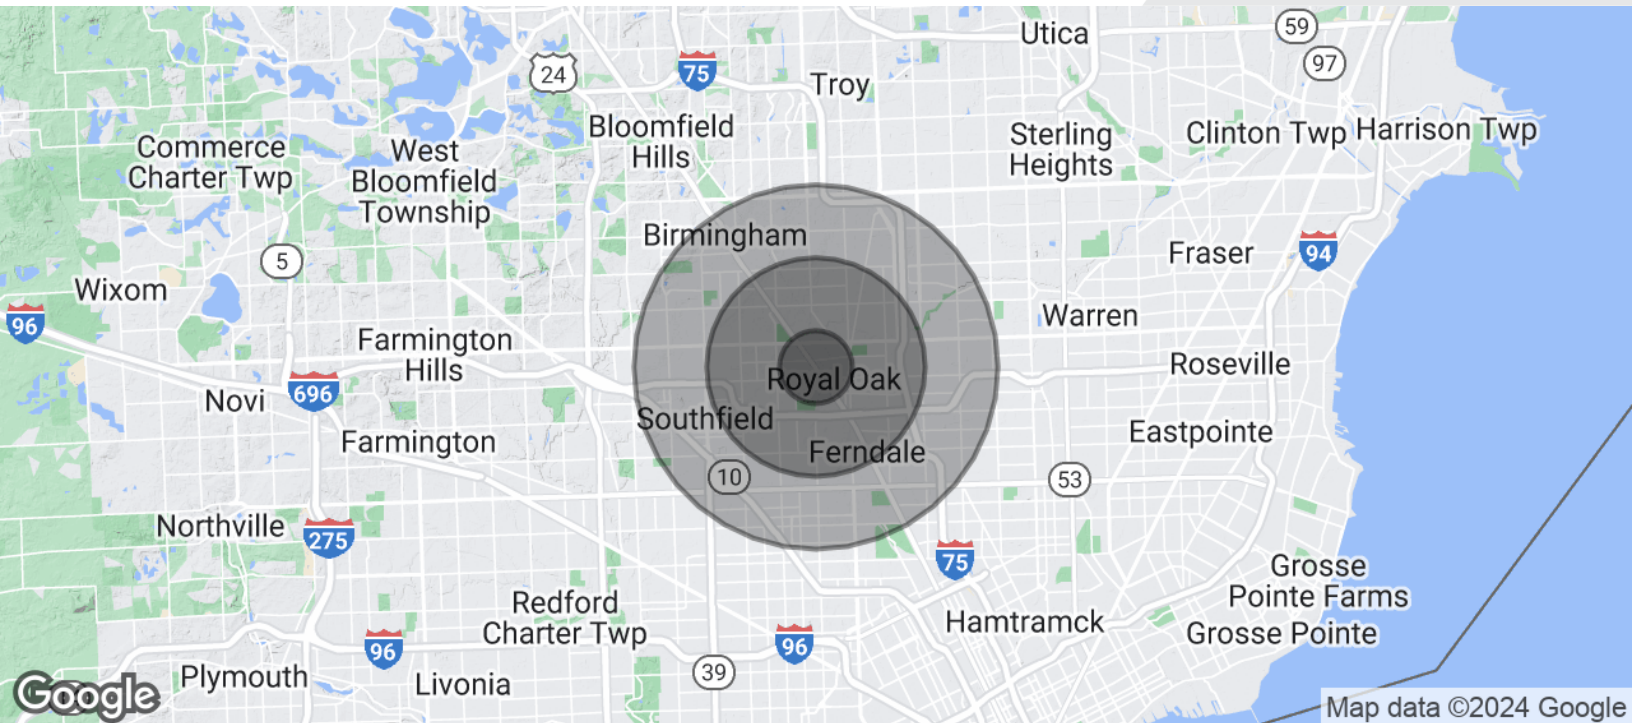 Utica
59
97
24
75
Troy
Bloomfield
Hills
Sterling
Heights
Clinton Twp
Harrison Twp
Commerce
Charter Twp
West
Bloomfield
Township
Birmingham
5
Fraser
94
Wixom
96
Warren
Farmington
Hills
Roseville
696
Novi
Royal Oak
Southfield
Farmington
Ferndale
Eastpointe
10
53
Northville
275
75
Grosse
Pointe Farms
Redford
Charter Twp
Hamtramck
Grosse Pointe
96
96
39
Plymouth
Livonia
Google
Map data ©2024 Google